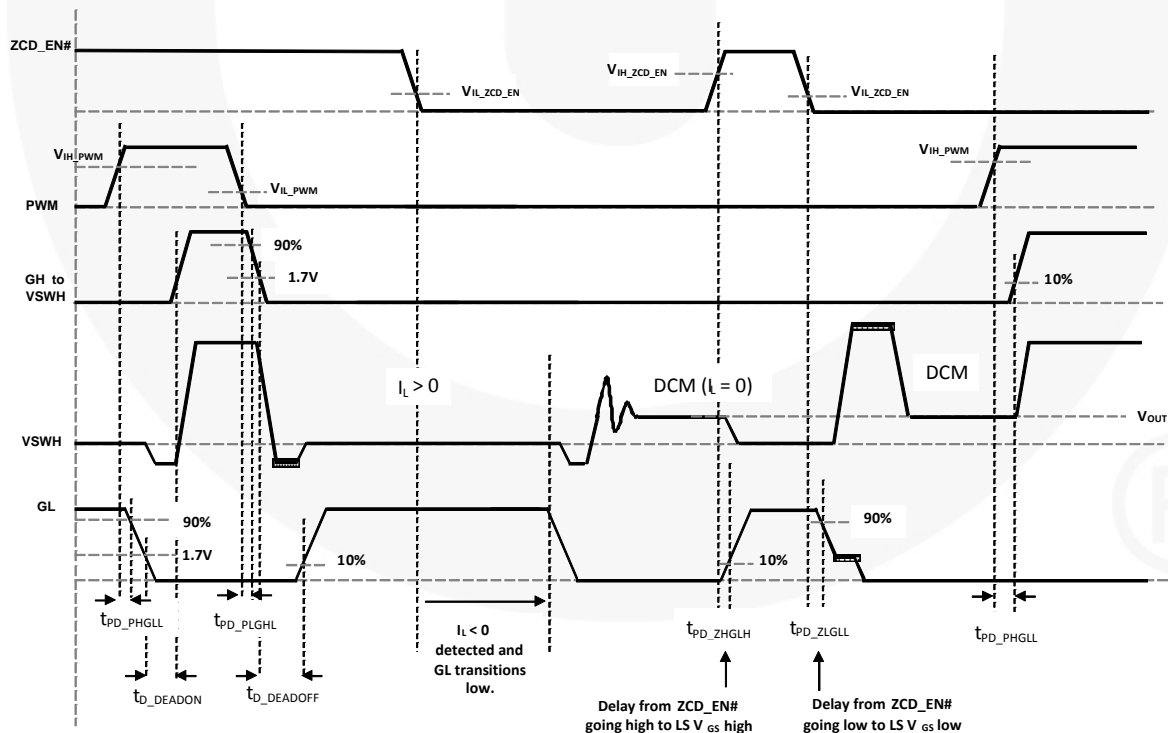 ZCD_EN#
VIL_ZCD_EN
VIH_ZCD_EN
VIL_ZCD_EN
VIH_PWM
VIL_PWM
VIH_PWM
PWM
90%
1.7V
GH to
VSWH
10%
IL > 0
DCM (IL = 0)
DCM
VOUT
VSWH
GL
90%
1.7V
10%
10%
90%
tPD_PHGLL
tPD_PLGHL
IL < 0
detected and
GL transitions
low.
tPD_ZHGLH
tPD_ZLGLL
tPD_PHGLL
tD_DEADON
tD_DEADOFF
Delay from ZCD_EN#
going high to LS VGS high
Delay from ZCD_EN#
going low to LS VGS low